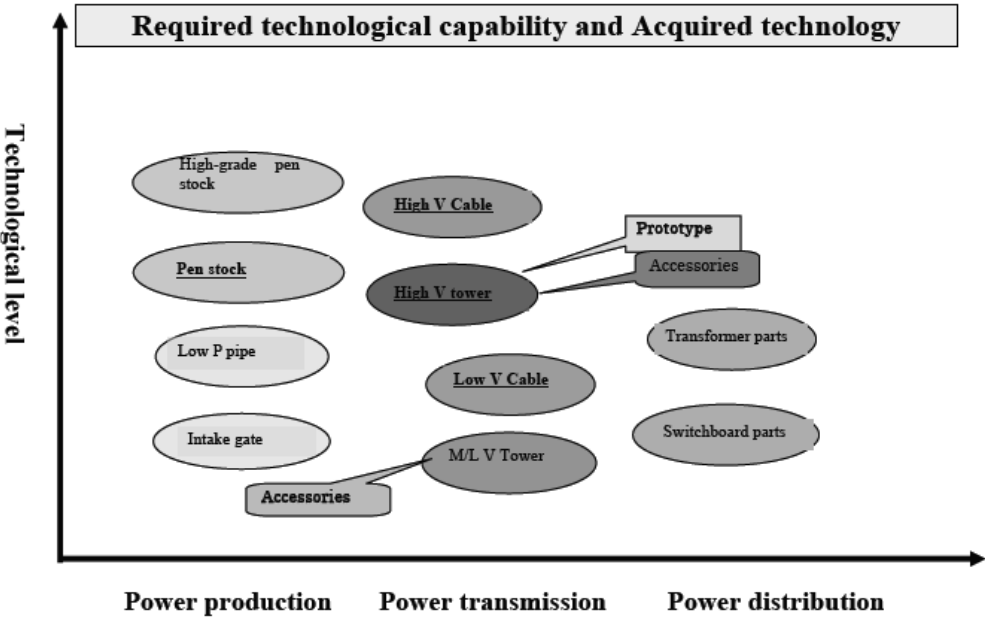 Required technological capability and Acquired technology
Technological level
High-grade pen
stock
High V Cable
Prototype
Pen stock
Accessories
High V tower
Transformer parts
Low P pipe
Low V Cable
Switchboard parts
Intake gate
M/L V Tower
Accessories
Power production
Power transmission
Power distribution